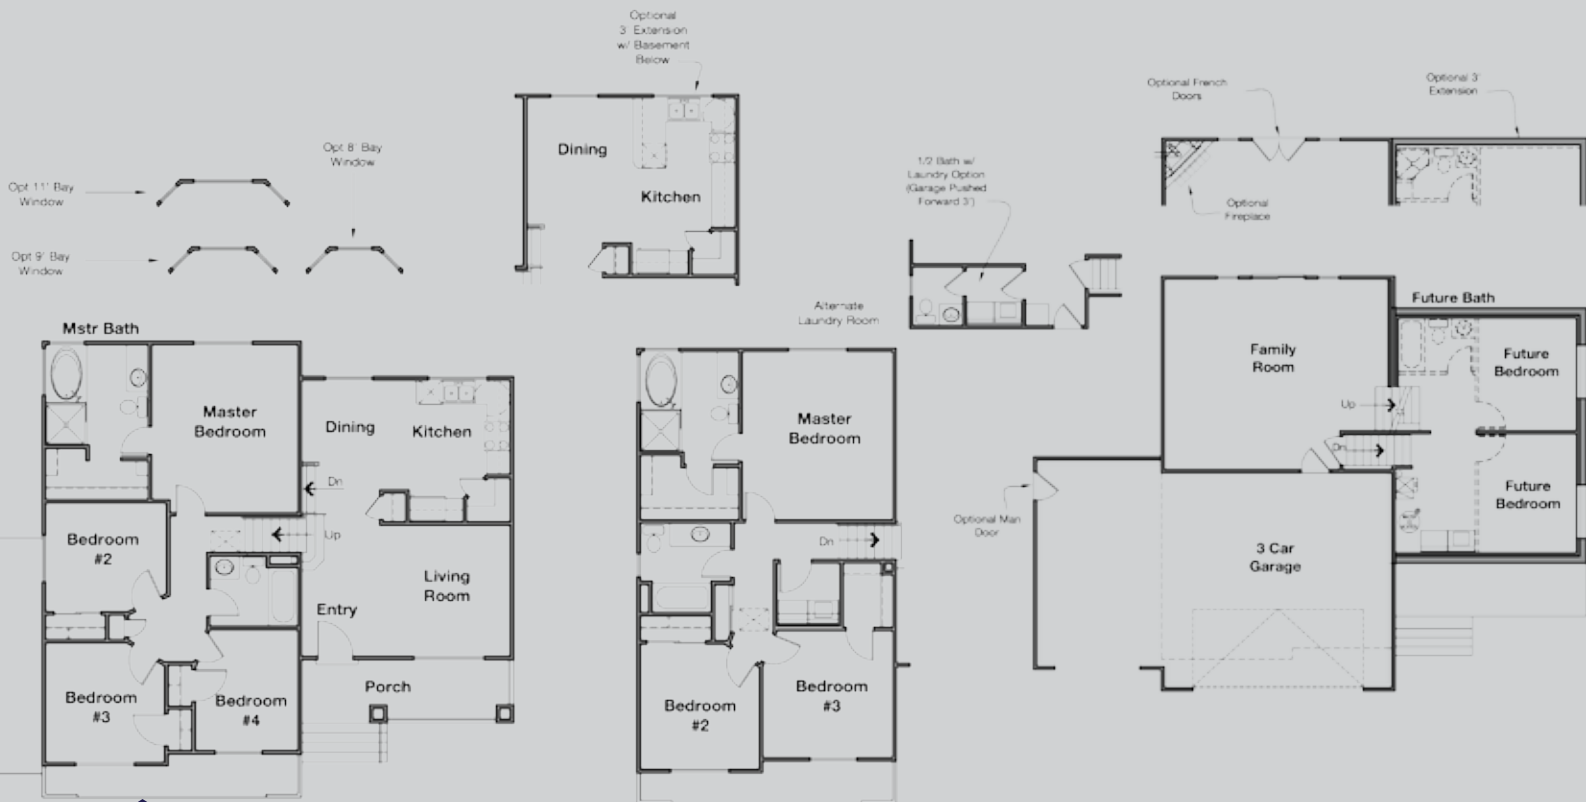 Optional
3' Extension
w/ Basement
Below
Opt 8' Bay
Window
Opt 11' Bay
Window
Opt 9' Bay
Window
Dining
Kitchen
1/2 Bath w/
Laundry Option
(Garage Pushed
Forward 3')
Alternate
Laundry Room
Optional French
Doors
Optional 3'
Extension
Optional
Fireplace
Mstr Bath
Master
Bedroom
Dining
Kitchen
Dn
Up
Bedroom
#2
Living
Room
Entry
Bedroom
#3
Bedroom
#4
Porch
Master
Bedroom
Dn
Bedroom
#2
Bedroom
#3
Family
Room
Future Bath
Future
Bedroom
Up
Dn
Future
Bedroom
Optional Man
Door
3 Car
Garage